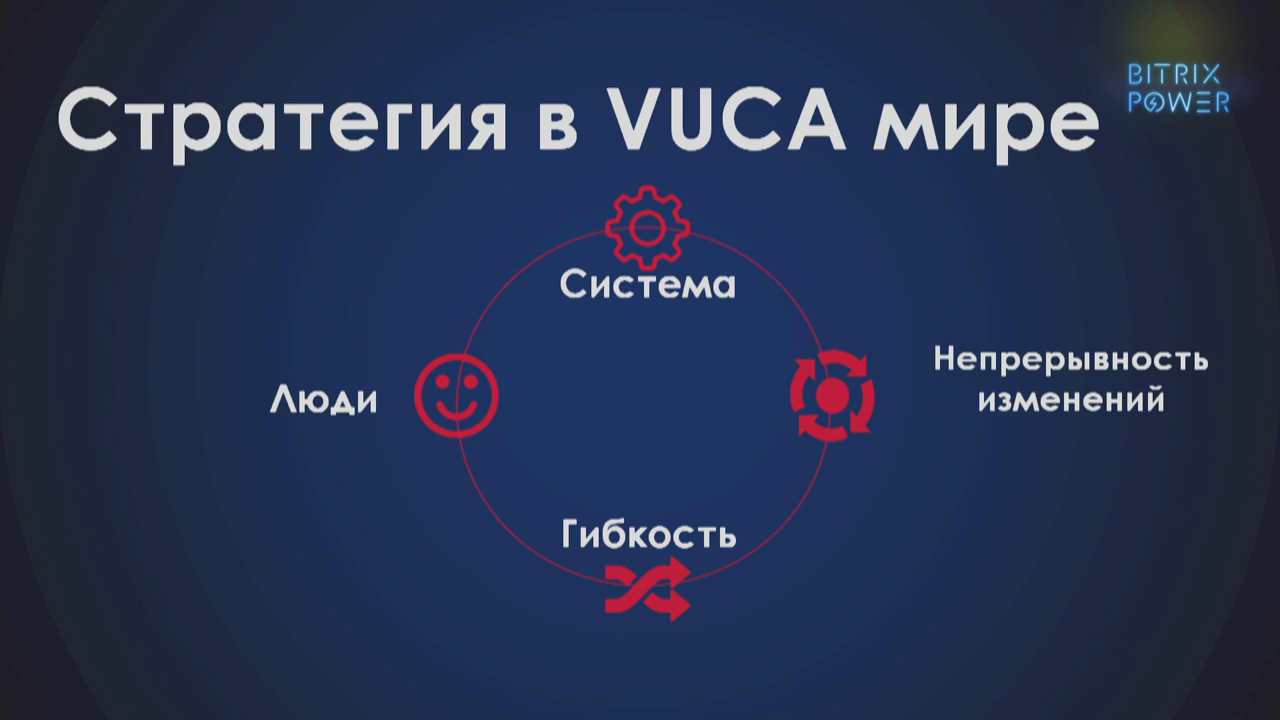 Стратегия в VUCA мире
BITRIX
POWER
Система
Непрерывность
изменений
Люди
Гибкость